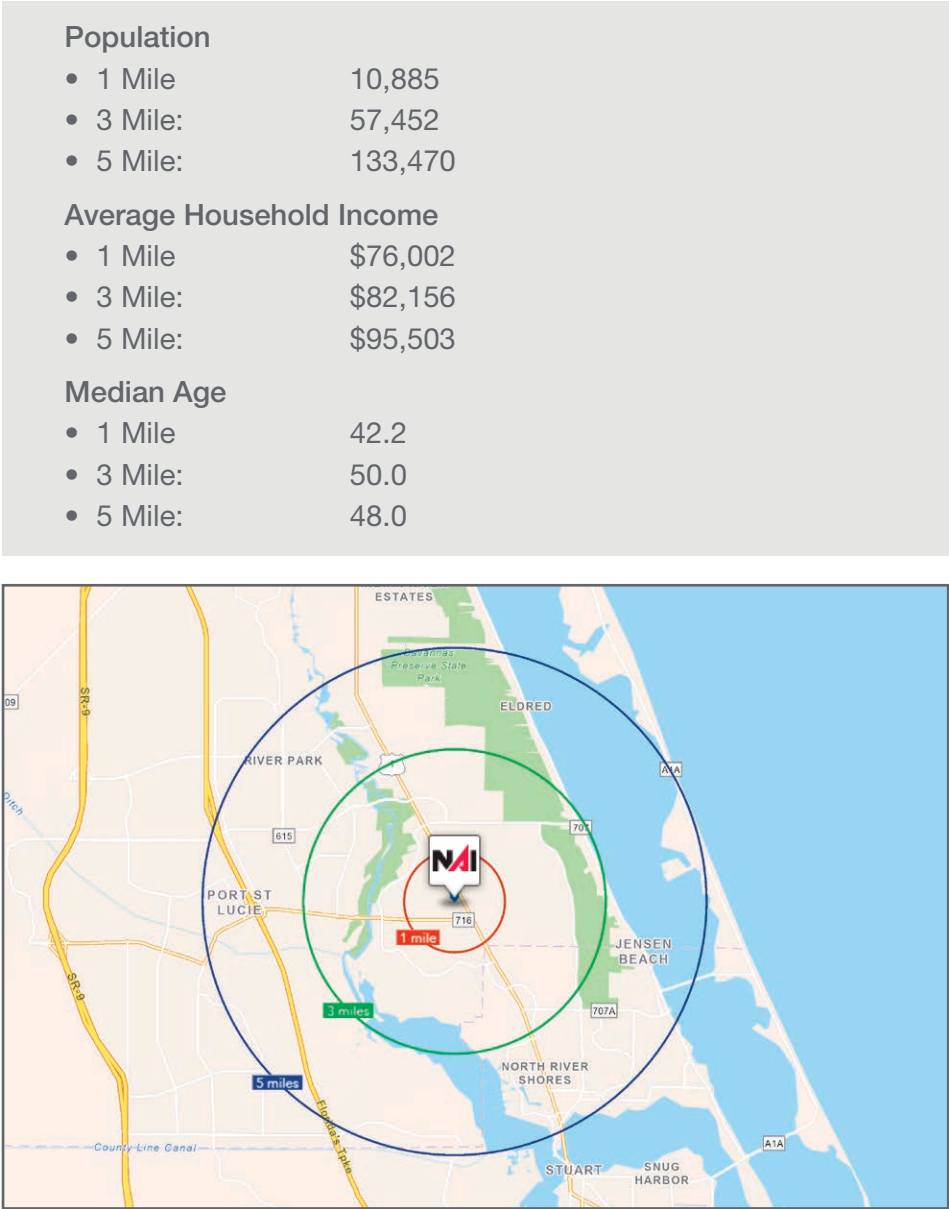 Population
• 1 Mile 10,885
• 3 Mile: 57,452
• 5 Mile: 133,470
Average Household Income
• 1 Mile $76,002
• 3 Mile: $82,156
• 5 Mile: $95,503
Median Age
• 1 Mile 42.2
• 3 Mile: 50.0
• 5 Mile: 48.0
ESTATES
Savannas
Preserve State
Park
SR-9
09
ELDRED
RIVER PARK
1
A1A
Ditch
615
707
NAI
PORT ST
LUCIE
716
1 mile
JENSEN
BEACH
SR-9
3 miles
707A
NORTH RIVER
SHORES
5 miles
Florida's Tpke
County Line Canal
A1A
STUART
SNUG
HARBOR